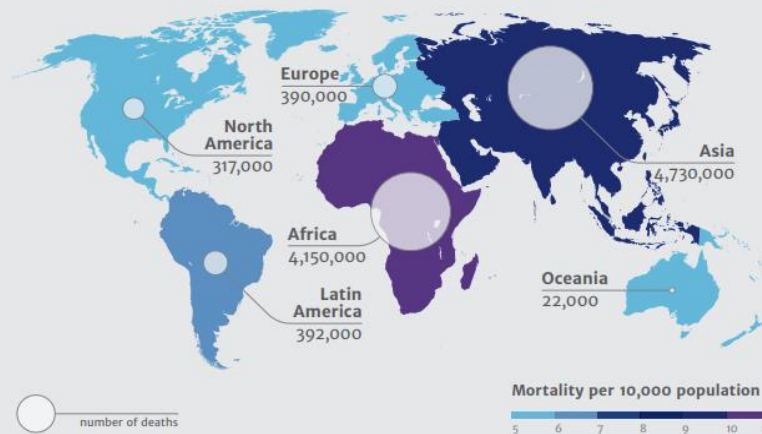 Europe
390,000
North
America
317,000
Asia
4,730,000
Africa
4,150,000
Oceania
22,000
Latin
America
392,000
Mortality per 10,000 population
number of deaths
5 6 7 8 9 10